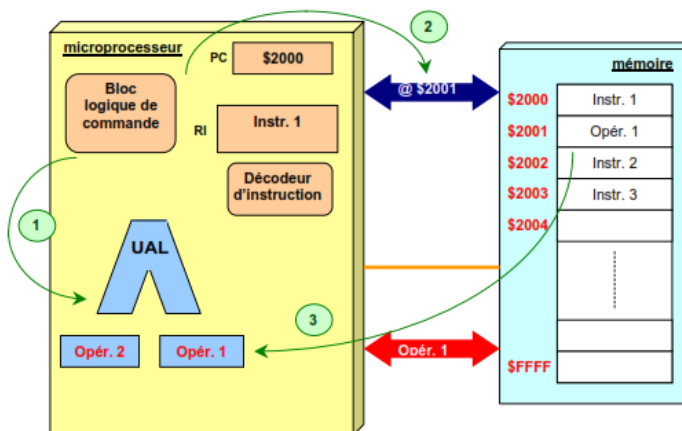 microprocesseur
PC
$2000
2
Bloc
logique de
commande
RI
Instr. 1
Décodeur
d'instruction
1
UAL
3
Opér. 2
Opér. 1
@ $2001
Opér. 1
mémoire
$2000
Instr. 1
$2001
Opér. 1
$2002
Instr. 2
$2003
Instr. 3
$2004
$FFFF